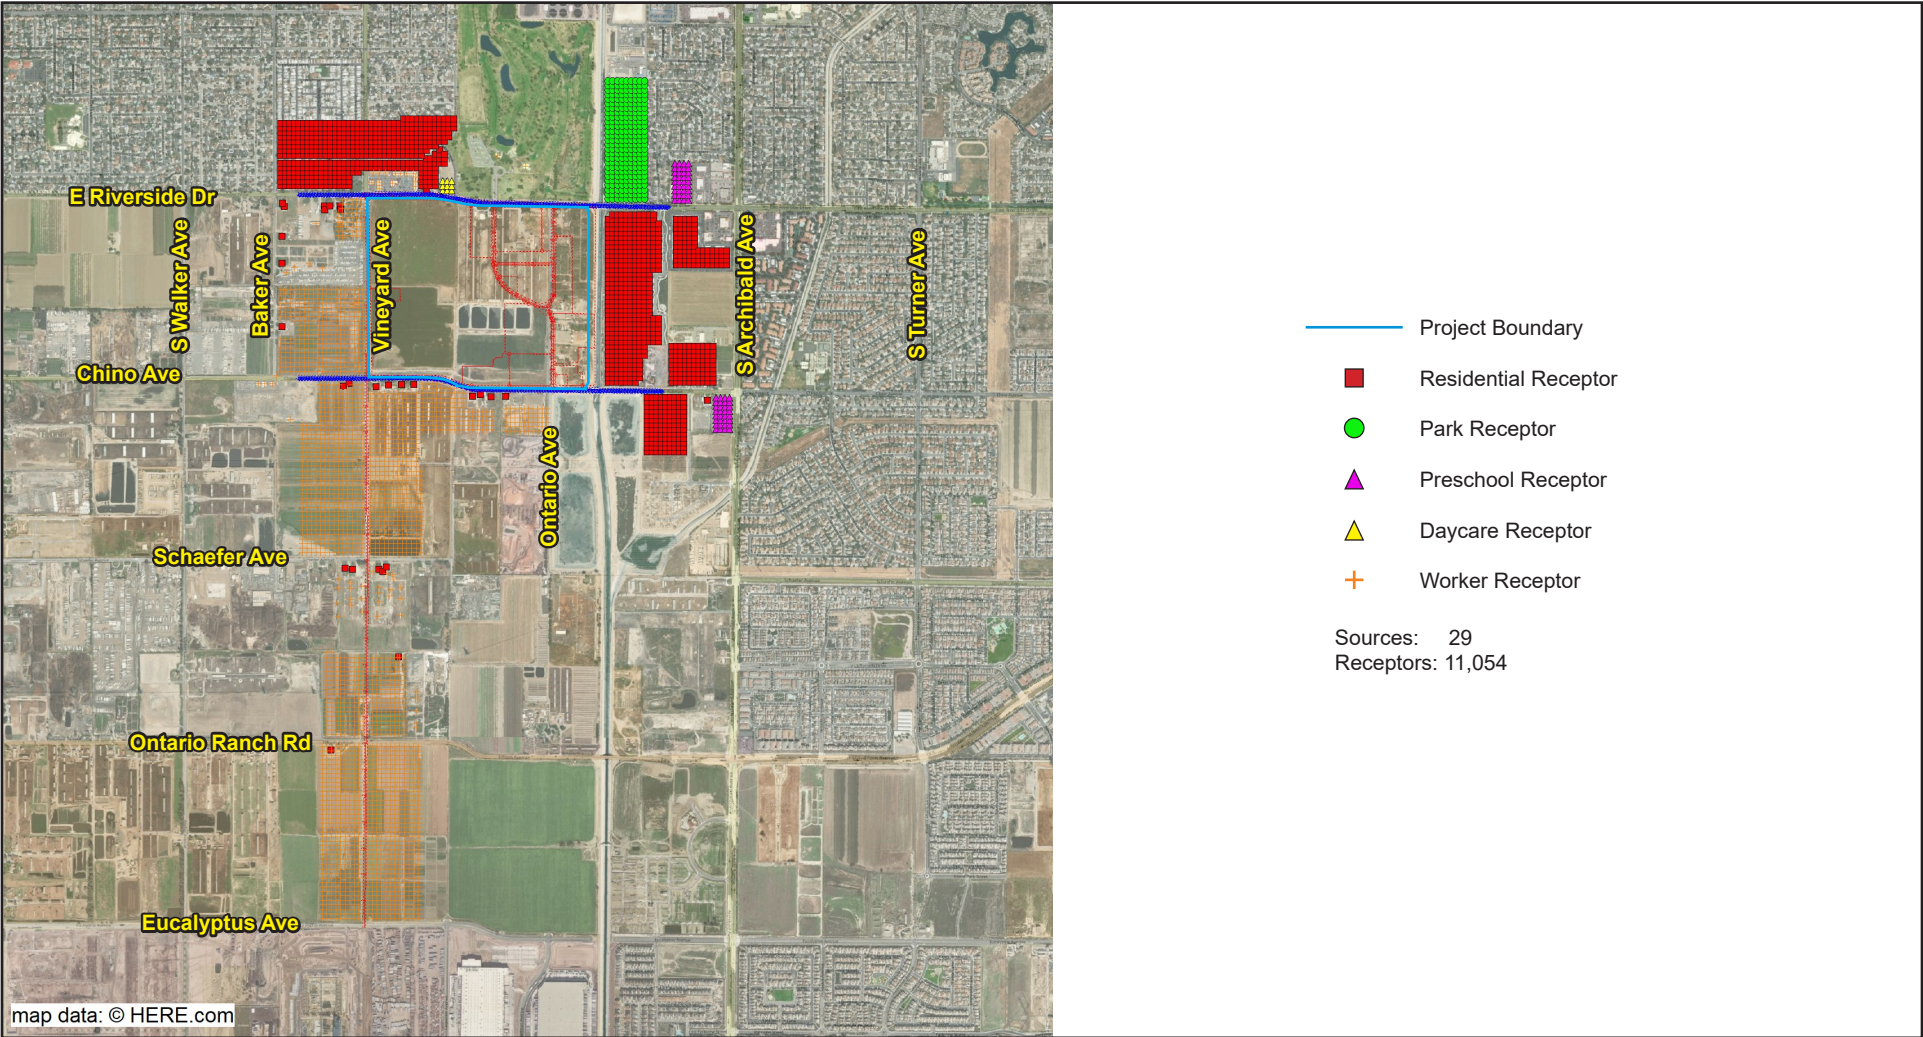 E Riverside Dr
S Walker Ave
Baker Ave
Vineyard Ave
S Archibald Ave
S Turner Ave
Chino Ave
Ontario Ave
Schaefer Ave
Ontario Ranch Rd
Eucalyptus Ave
map data: © HERE.com
Project Boundary
Residential Receptor
Park Receptor
Preschool Receptor
Daycare Receptor
Worker Receptor
Sources: 29
Receptors: 11,054